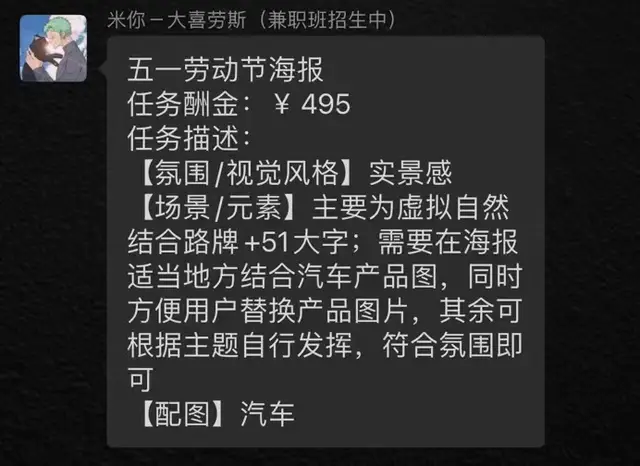 米你－大喜劳斯（兼职班招生中）
五一劳动节海报
任务酬金：￥495
任务描述：
【氛围/视觉风格】实景感
【场景/元素】主要为虚拟自然
结合路牌+51大字；需要在海报
适当地方结合汽车产品图，同时
方便用户替换产品图片，其余可
根据主题自行发挥，符合氛围即
可
【配图】汽车